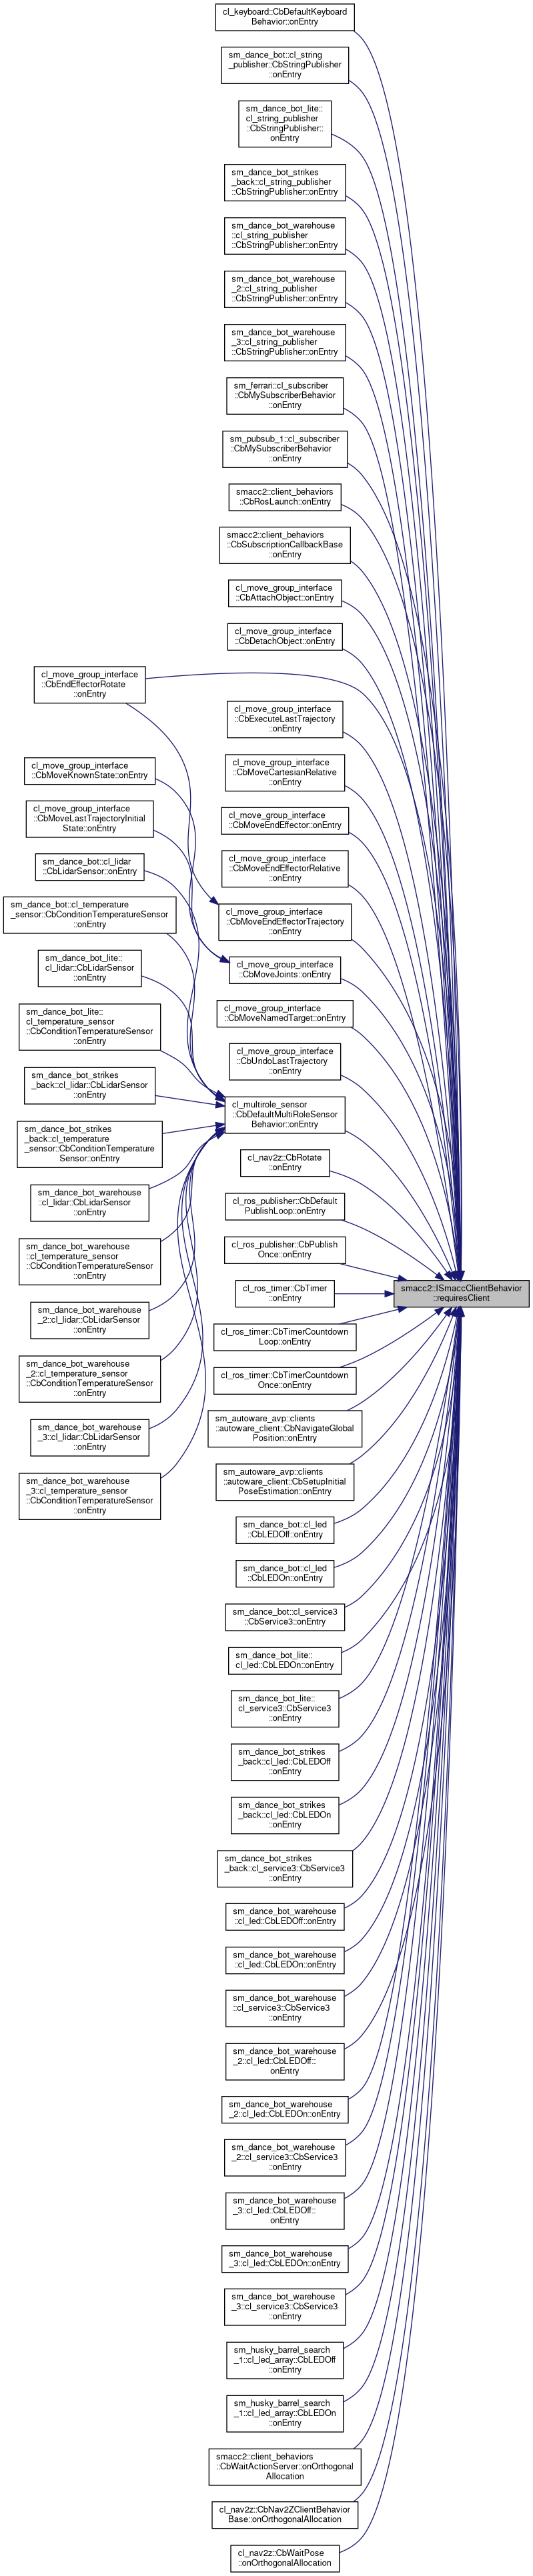 cl_keyboard::CbDefaultKeyboard
Behavior::onEntry
sm_dance_bot::cl_string
_publisher::CbStringPublisher
::onEntry
sm_dance_bot_lite::
cl_string_publisher
::CbStringPublisher::
onEntry
sm_dance_bot_strikes
_back::cl_string_publisher
::CbStringPublisher::onEntry
sm_dance_bot_warehouse
::cl_string_publisher
::CbStringPublisher::onEntry
sm_dance_bot_warehouse
_2::cl_string_publisher
::CbStringPublisher::onEntry
sm_dance_bot_warehouse
_3::cl_string_publisher
::CbStringPublisher::onEntry
sm_ferrari::cl_subscriber
::CbMySubscriberBehavior
::onEntry
sm_pubsub_1::cl_subscriber
::CbMySubscriberBehavior
::onEntry
smacc2::client_behaviors
::CbRosLaunch::onEntry
smacc2::client_behaviors
::CbSubscriptionCallbackBase
::onEntry
cl_move_group_interface
::CbAttachObject::onEntry
cl_move_group_interface
::CbDetachObject::onEntry
cl_move_group_interface
::CbEndEffectorRotate
::onEntry
cl_move_group_interface
::CbExecuteLastTrajectory
::onEntry
cl_move_group_interface
::CbMoveCartesianRelative
::onEntry
cl_move_group_interface
::CbMoveEndEffector::onEntry
cl_move_group_interface
::CbMoveEndEffectorRelative
::onEntry
cl_move_group_interface
::CbMoveEndEffectorTrajectory
::onEntry
cl_move_group_interface
::CbMoveJoints::onEntry
cl_move_group_interface
::CbMoveNamedTarget::onEntry
cl_move_group_interface
::CbUndoLastTrajectory
::onEntry
cl_multirole_sensor
::CbDefaultMultiRoleSensor
Behavior::onEntry
cl_move_group_interface
::CbMoveKnownState::onEntry
cl_move_group_interface
::CbMoveLastTrajectoryInitial
State::onEntry
sm_dance_bot::cl_lidar
::CbLidarSensor::onEntry
sm_dance_bot::cl_temperature
_sensor::CbConditionTemperatureSensor
::onEntry
sm_dance_bot_lite::
cl_lidar::CbLidarSensor
::onEntry
sm_dance_bot_lite::
cl_temperature_sensor
::CbConditionTemperatureSensor
::onEntry
sm_dance_bot_strikes
_back::cl_lidar::CbLidarSensor
::onEntry
sm_dance_bot_strikes
_back::cl_temperature
_sensor::CbConditionTemperature
Sensor::onEntry
sm_dance_bot_warehouse
::cl_lidar::CbLidarSensor
::onEntry
sm_dance_bot_warehouse
::cl_temperature_sensor
::CbConditionTemperatureSensor
::onEntry
sm_dance_bot_warehouse
_2::cl_lidar::CbLidarSensor
::onEntry
sm_dance_bot_warehouse
_2::cl_temperature_sensor
::CbConditionTemperatureSensor
::onEntry
sm_dance_bot_warehouse
_3::cl_lidar::CbLidarSensor
::onEntry
sm_dance_bot_warehouse
_3::cl_temperature_sensor
::CbConditionTemperatureSensor
::onEntry
cl_nav2z::CbRotate
::onEntry
cl_ros_publisher::CbDefault
PublishLoop::onEntry
cl_ros_publisher::CbPublish
Once::onEntry
cl_ros_timer::CbTimer
::onEntry
smacc2::ISmaccClientBehavior
::requiresClient
cl_ros_timer::CbTimerCountdown
Loop::onEntry
cl_ros_timer::CbTimerCountdown
Once::onEntry
sm_autoware_avp::clients
::autoware_client::CbNavigateGlobal
Position::onEntry
sm_autoware_avp::clients
::autoware_client::CbSetupInitial
PoseEstimation::onEntry
sm_dance_bot::cl_led
::CbLEDOff::onEntry
sm_dance_bot::cl_led
::CbLEDOn::onEntry
sm_dance_bot::cl_service3
::CbService3::onEntry
sm_dance_bot_lite::
cl_led::CbLEDOn::onEntry
sm_dance_bot_lite::
cl_service3::CbService3
::onEntry
sm_dance_bot_strikes
_back::cl_led::CbLEDOff
::onEntry
sm_dance_bot_strikes
_back::cl_led::CbLEDOn
::onEntry
sm_dance_bot_strikes
_back::cl_service3::CbService3
::onEntry
sm_dance_bot_warehouse
::cl_led::CbLEDOff::onEntry
sm_dance_bot_warehouse
::cl_led::CbLEDOn::onEntry
sm_dance_bot_warehouse
::cl_service3::CbService3
::onEntry
sm_dance_bot_warehouse
_2::cl_led::CbLEDOff::
onEntry
sm_dance_bot_warehouse
_2::cl_led::CbLEDOn::onEntry
sm_dance_bot_warehouse
_2::cl_service3::CbService3
::onEntry
sm_dance_bot_warehouse
_3::cl_led::CbLEDOff::
onEntry
sm_dance_bot_warehouse
_3::cl_led::CbLEDOn::onEntry
sm_dance_bot_warehouse
_3::cl_service3::CbService3
::onEntry
sm_husky_barrel_search
_1::cl_led_array::CbLEDOff
::onEntry
sm_husky_barrel_search
_1::cl_led_array::CbLEDOn
::onEntry
smacc2::client_behaviors
::CbWaitActionServer::onOrthogonal
Allocation
cl_nav2z::CbNav2ZClientBehavior
Base::onOrthogonalAllocation
cl_nav2z::CbWaitPose
::onOrthogonalAllocation